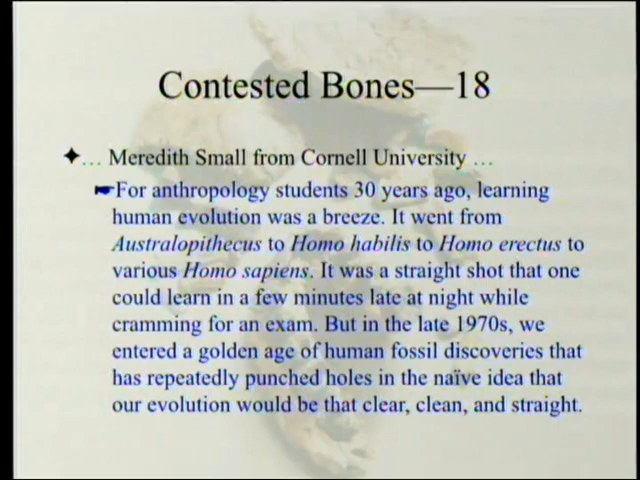 Contested Bones—18
… Meredith Small from Cornell University …
For anthropology students 30 years ago, learning
human evolution was a breeze. It went from
Australopithecus to Homo habilis to Homo erectus to
various Homo sapiens. It was a straight shot that one
could learn in a few minutes late at night while
cramming for an exam. But in the late 1970s, we
entered a golden age of human fossil discoveries that
has repeatedly punched holes in the naïve idea that
our evolution would be that clear, clean, and straight.